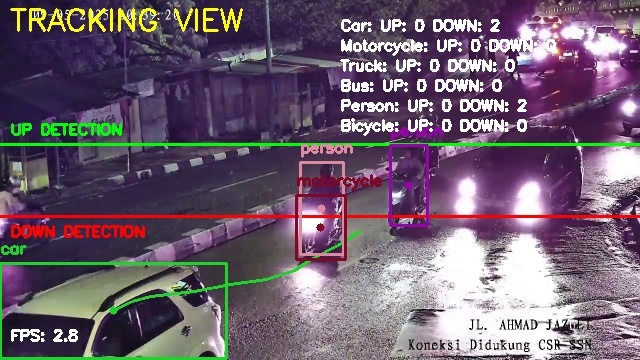 TRACKING VIEW
Car: UP: 0 DOWN: 2
Motorcycle: UP: 0 DOWN: 0
Truck: UP: 0 DOWN: 0
Bus: UP: 0 DOWN: 0
Person: UP: 0 DOWN: 2
Bicycle: UP: 0 DOWN: 0
UP DETECTION
person
motorcycle
DOWN DETECTION
car
FPS: 2.8
JL. AHMAD JAZULI
Koneksi Didukung CSR SSN